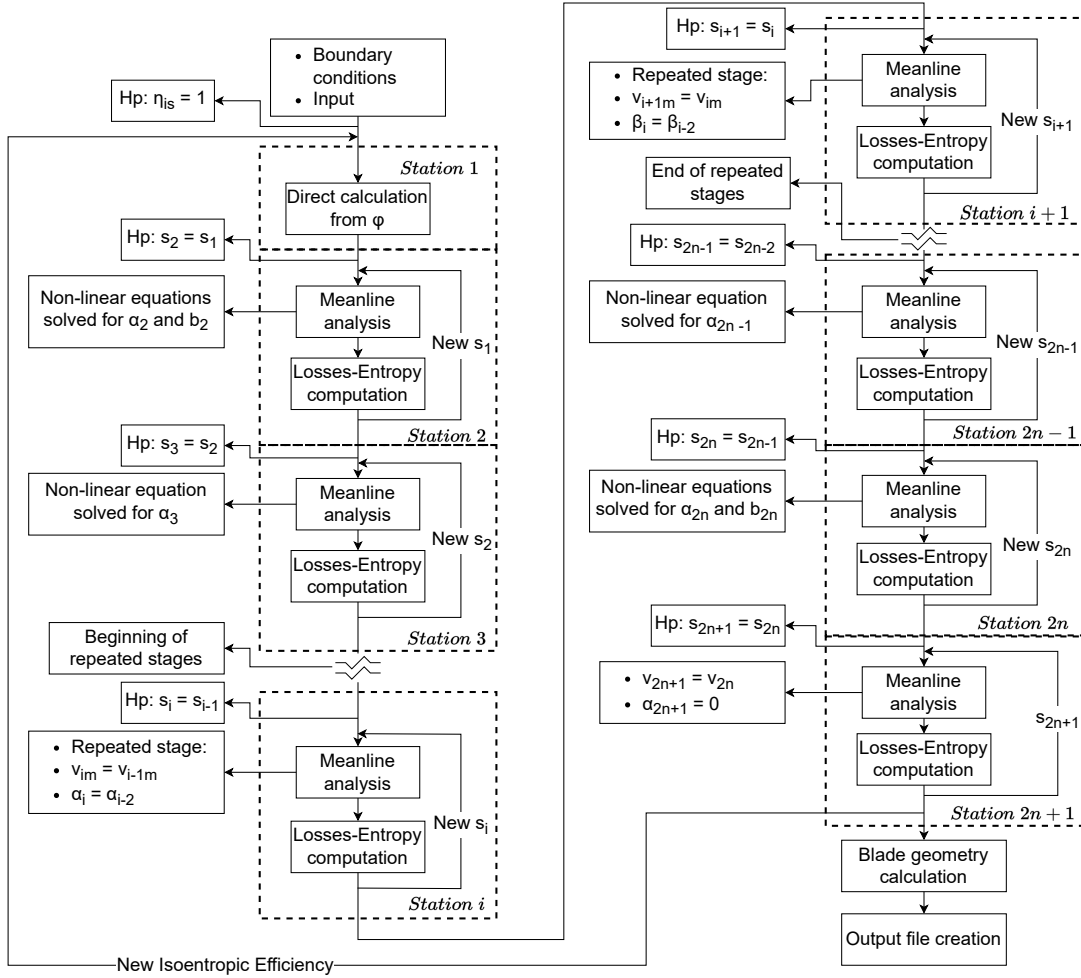 • Boundary
conditions
• Input
Hp: ηis = 1
Station 1
Direct calculation
from φ
Hp: s2 = s1
Non-linear equations
solved for α2 and b2
Meanline
analysis
New s1
Losses-Entropy
computation
Station 2
Hp: s3 = s2
Non-linear equation
solved for α3
Meanline
analysis
New s2
Losses-Entropy
computation
Station 3
Beginning of
repeated stages
Hp: si = si-1
• Repeated stage:
• vim = vi-1m
• αi = αi-2
Meanline
analysis
New si
Losses-Entropy
computation
Station i
New Isoentropic Efficiency
Hp: si+1 = si
• Repeated stage:
• vi+1m = vim
• βi = βi-2
Meanline
analysis
New si+1
Losses-Entropy
computation
Station i + 1
End of repeated
stages
Hp: s2n-1 = s2n-2
Non-linear equation
solved for α2n -1
Meanline
analysis
New s2n-1
Losses-Entropy
computation
Station 2n − 1
Hp: s2n = s2n-1
Non-linear equations
solved for α2n and b2n
Meanline
analysis
New s2n
Losses-Entropy
computation
Station 2n
Hp: s2n+1 = s2n
• v2n+1 = v2n
• α2n+1 = 0
Meanline
analysis
s2n+1
Losses-Entropy
computation
Station 2n + 1
Blade geometry
calculation
Output file creation